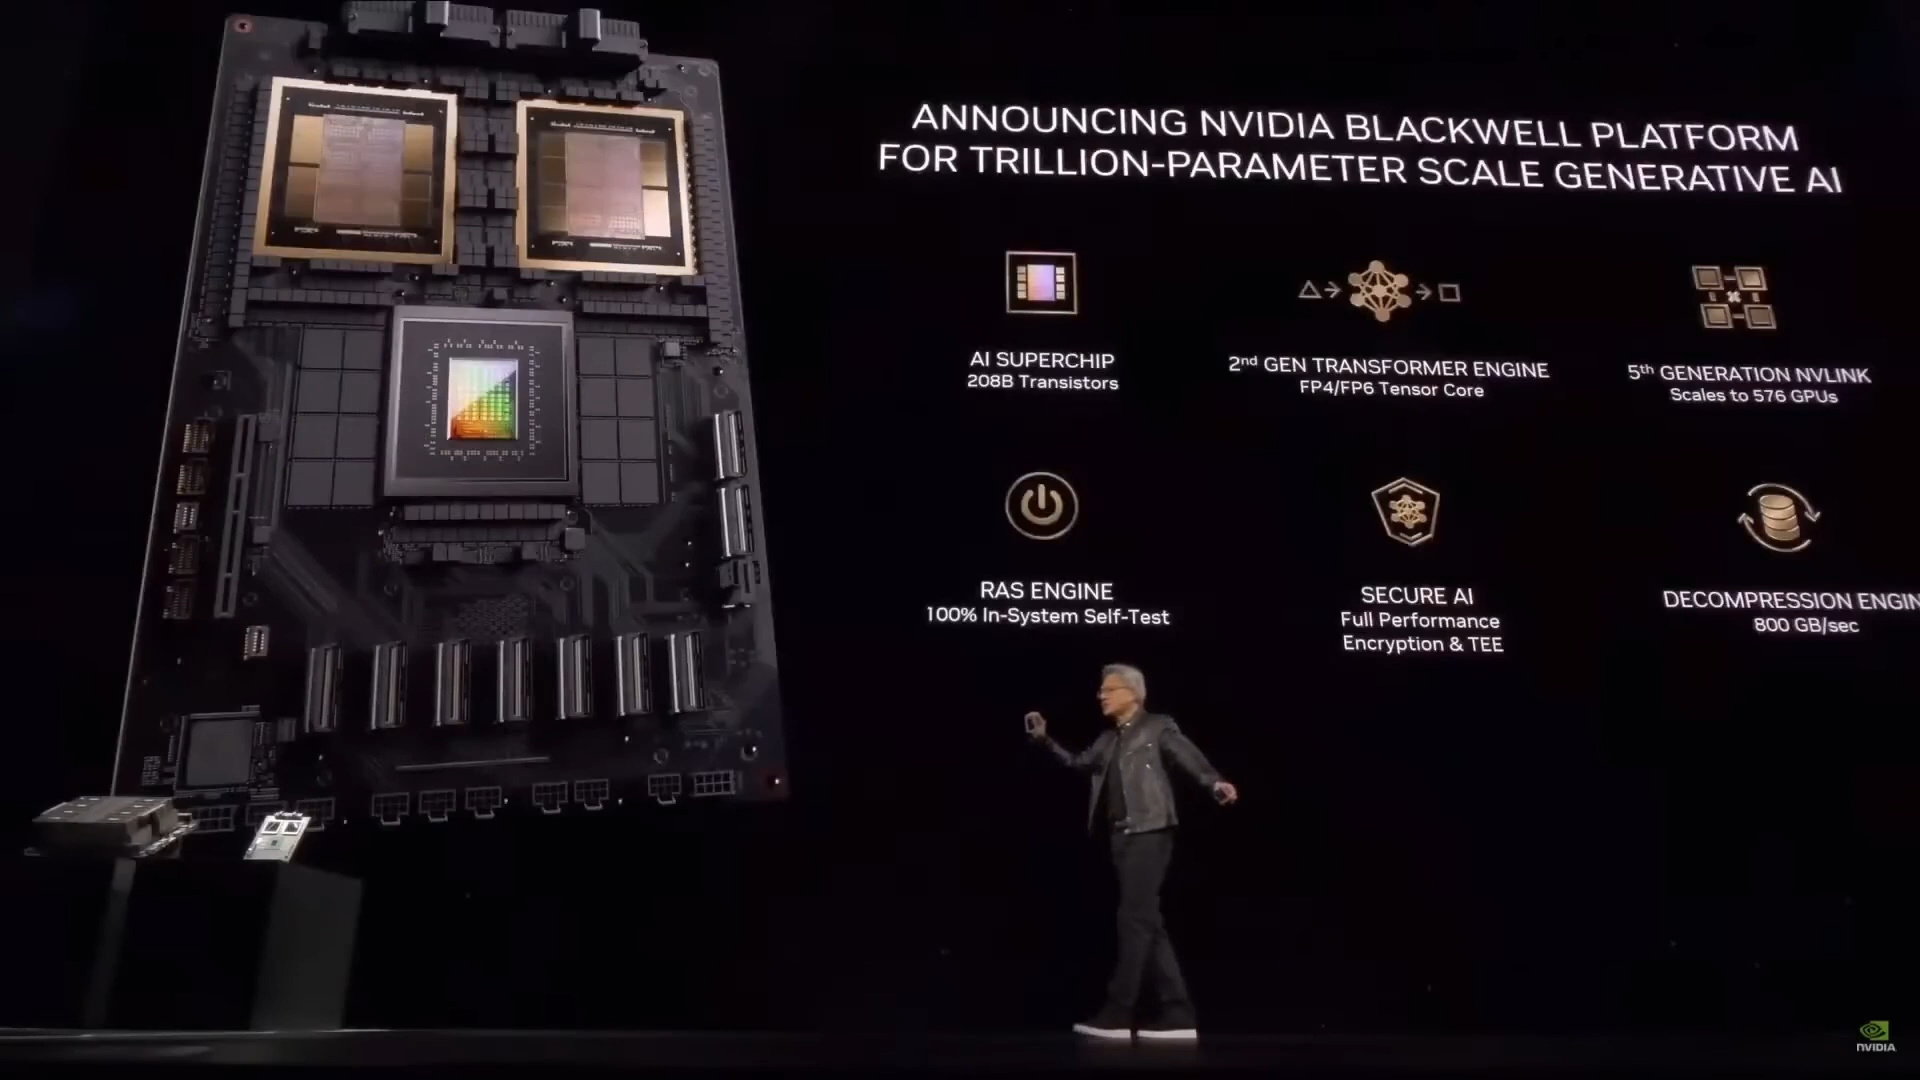 ANNOUNCING NVIDIA BLACKWELL PLATFORM
FOR TRILLION-PARAMETER SCALE GENERATIVE AI
AI SUPERCHIP
208B Transistors
2nd GEN TRANSFORMER ENGINE
FP4/FP6 Tensor Core
5th GENERATION NVLINK
Scales to 576 GPUs
RAS ENGINE
100% In-System Self-Test
SECURE AI
Full Performance
Encryption & TEE
DECOMPRESSION ENGIN
800 GB/sec
NVIDIA